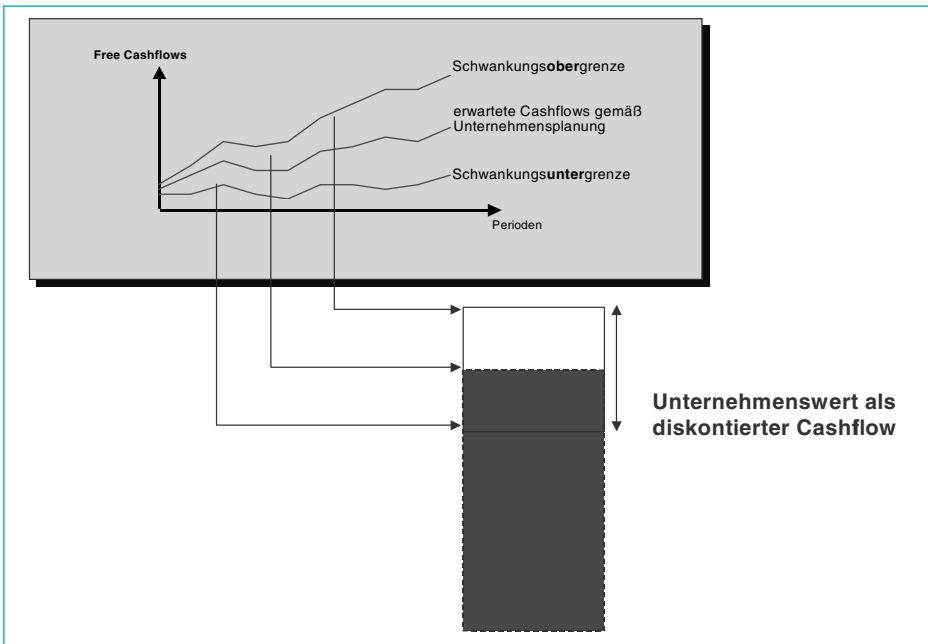 Free Cashflows
Schwankungsobergrenze
erwartete Cashflows gemäß
Unternehmensplanung
Schwankungsuntergrenze
Perioden
Unternehmenswert als
diskontierter Cashflow